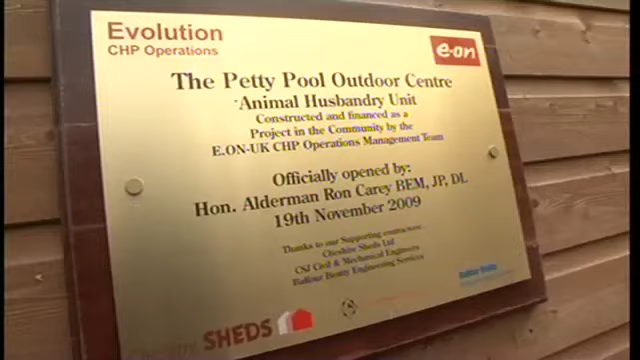 Evolution
CHP Operations
e·on
The Petty Pool Outdoor Centre
Animal Husbandry Unit
Constructed and financed as a
Project in the Community by the
E.ON-UK CHP Operations Management Team
Officially opened by:
Hon. Alderman Ron Carey BEM, JP, DL
19th November 2009
Thanks to our Supporting contractors:
Cheshire Sheds Ltd
CSJ Civil & Mechanical Engineers
Balfour Beatty Engineering Services
SHEDS